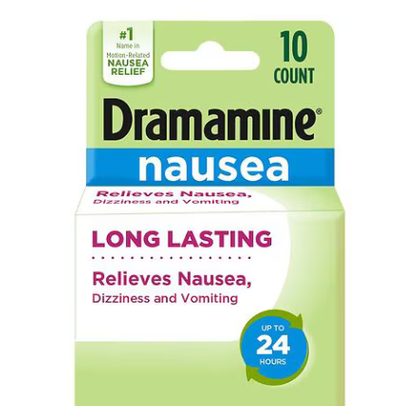 #1
Name in
Motion-Related
NAUSEA
RELIEF
10
COUNT
Dramamine®
nausea
Relieves Nausea,
Dizziness and Vomiting
LONG LASTING
Relieves Nausea,
Dizziness and Vomiting
UP TO
24
HOURS